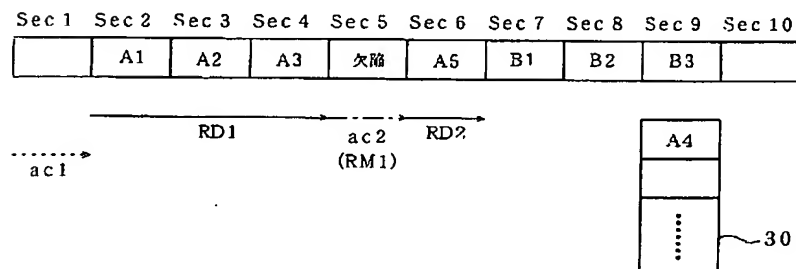 Sec 1 Sec 2 Sec 3 Sec 4 Sec 5 Sec 6 Sec 7 Sec 8 Sec 9 Sec 10
A1 A2 A3 欠陥 A5 B1 B2 B3
RD1 ac2 RD2
(RM1)
ac1
A4
30